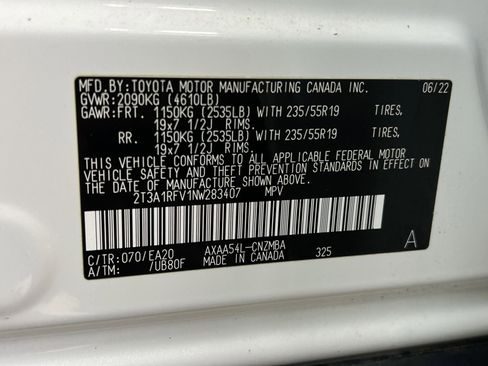 MFD.BY:TOYOTA MOTOR MANUFACTURING CANADA INC. 06/22
GVWR:2090KG (4610LB)
GAWR:FRT. 1150KG (2535LB) WITH 235/55R19 TIRES,
19x7 1/2J RIMS.
RR. 1150KG (2535LB) WITH 235/55R19 TIRES,
19x7 1/2J RIMS.
THIS VEHICLE CONFORMS TO ALL APPLICABLE FEDERAL MOTOR
VEHICLE SAFETY AND THEFT PREVENTION STANDARDS IN EFFECT ON
THE DATE OF MANUFACTURE SHOWN ABOVE.
2T3A1RFV1NW283407 MPV
C/TR:070/EA20 AXAA54L-CNZMBA A
A/TM: /UB80F MADE IN CANADA 325